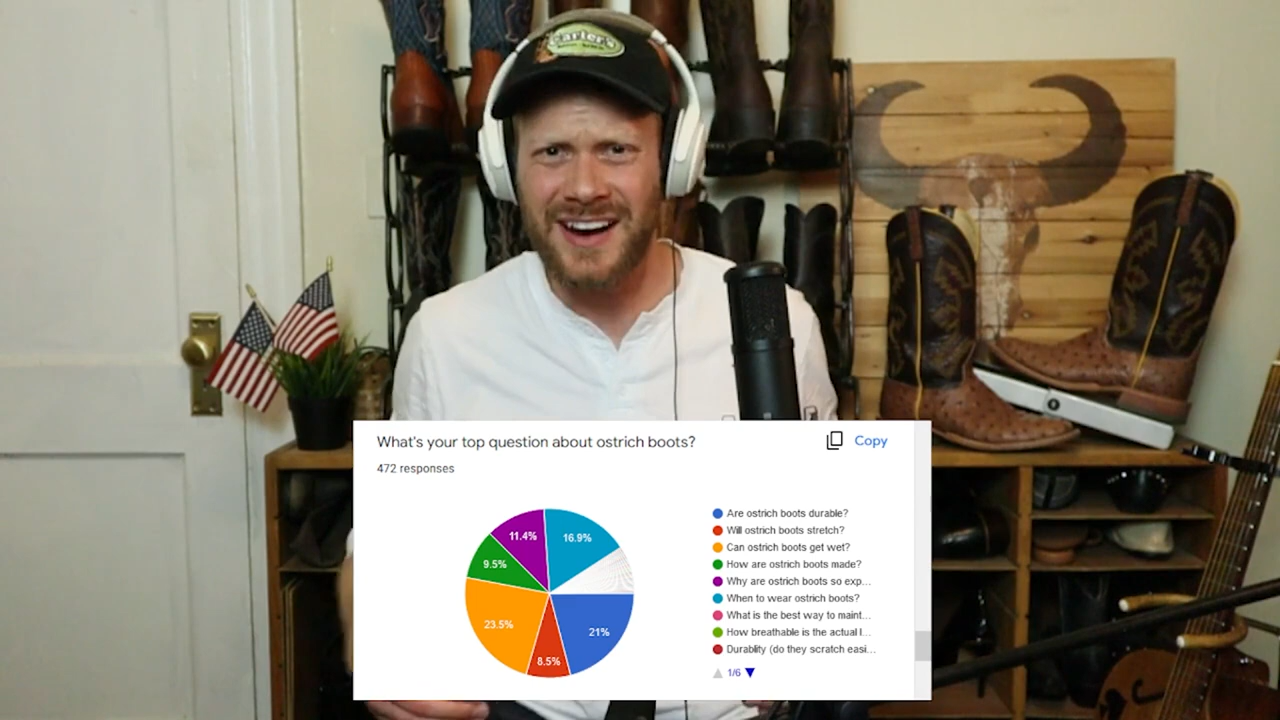 Carter's
What's your top question about ostrich boots?
Copy
472 responses
11.4%
16.9%
9.5%
23.5%
8.5%
21%
Are ostrich boots durable?
Will ostrich boots stretch?
Can ostrich boots get wet?
How are ostrich boots made?
Why are ostrich boots so exp...
When to wear ostrich boots?
What is the best way to maint...
How breathable is the actual l...
Durablity (do they scratch easi...
1/6